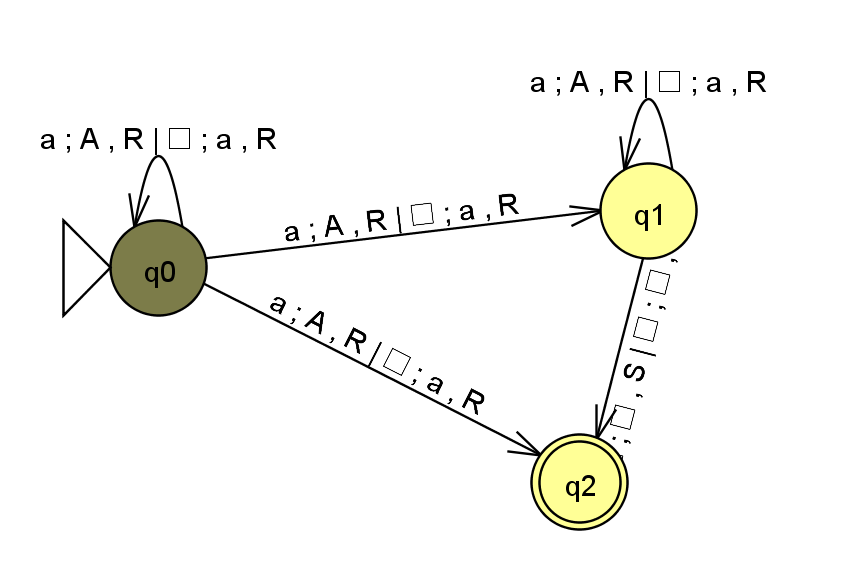 a ; A , R | □ ; a , R
a ; A , R | □ ; a , R
q1
a ; A , R | □ ; a , R
q0
a ; A , R | □ ; a , R
; □ , S | □ ; □ ,
q2